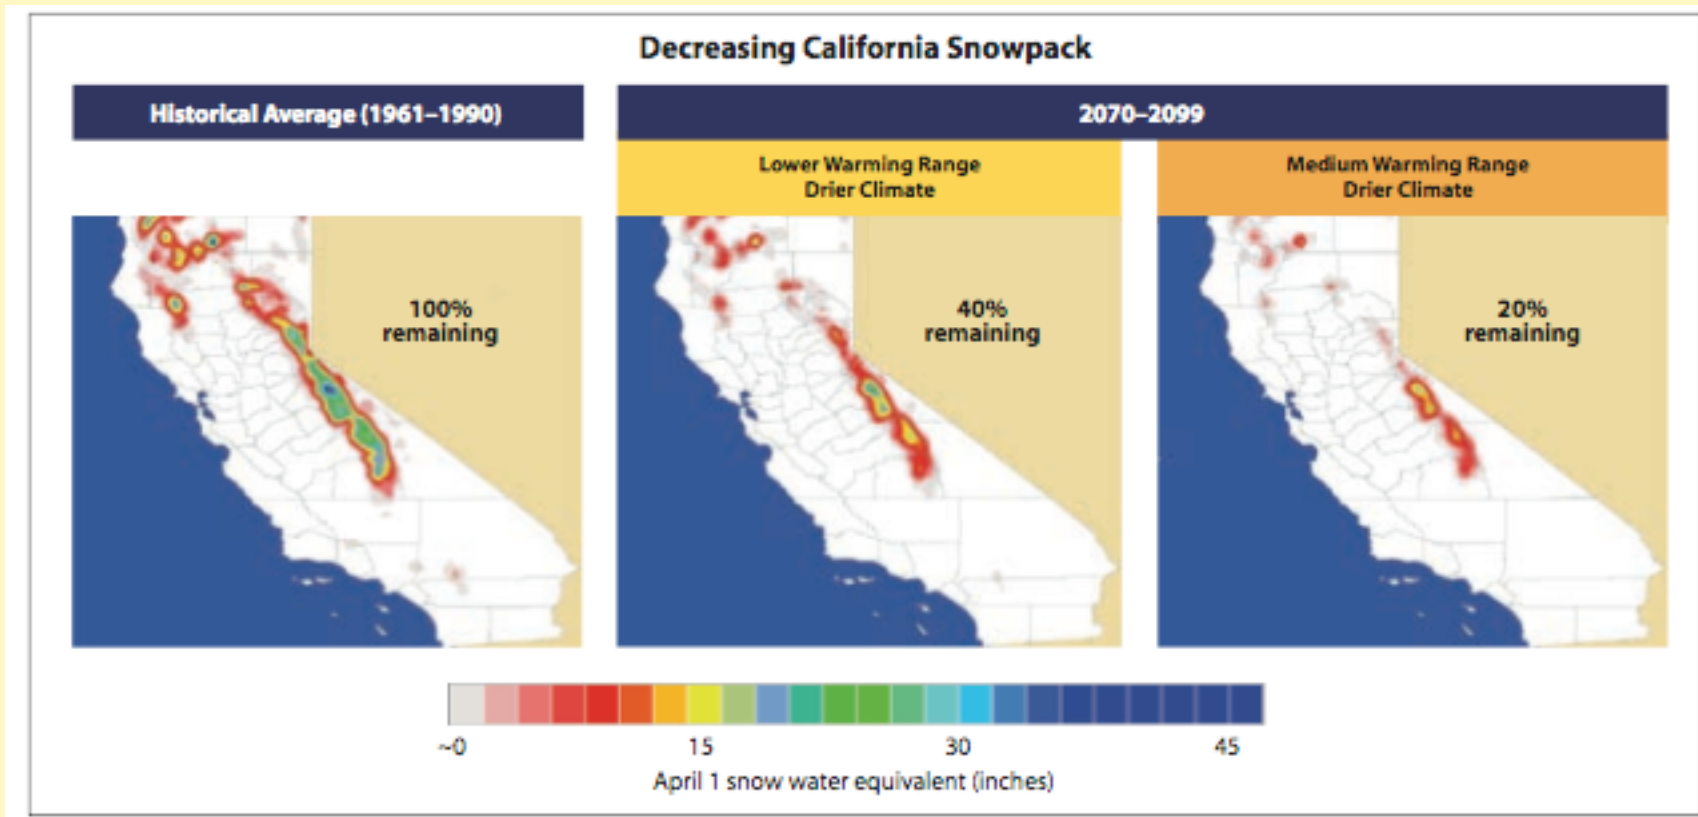 Decreasing California Snowpack
Historical Average (1961–1990)
2070–2099
Lower Warming Range
Drier Climate
Medium Warming Range
Drier Climate
100%
remaining
40%
remaining
20%
remaining
~0
15
30
45
April 1 snow water equivalent (inches)